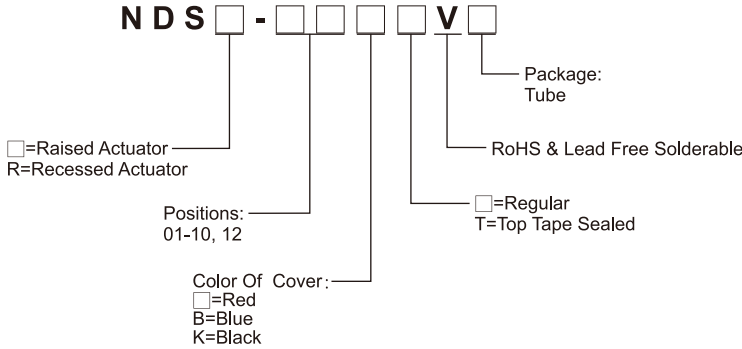 NDS□-□□□□V□
Package:
Tube
□=Raised Actuator
R=Recessed Actuator
RoHS & Lead Free Solderable
Positions:
01-10, 12
□=Regular
T=Top Tape Sealed
Color Of Cover:
□=Red
B=Blue
K=Black